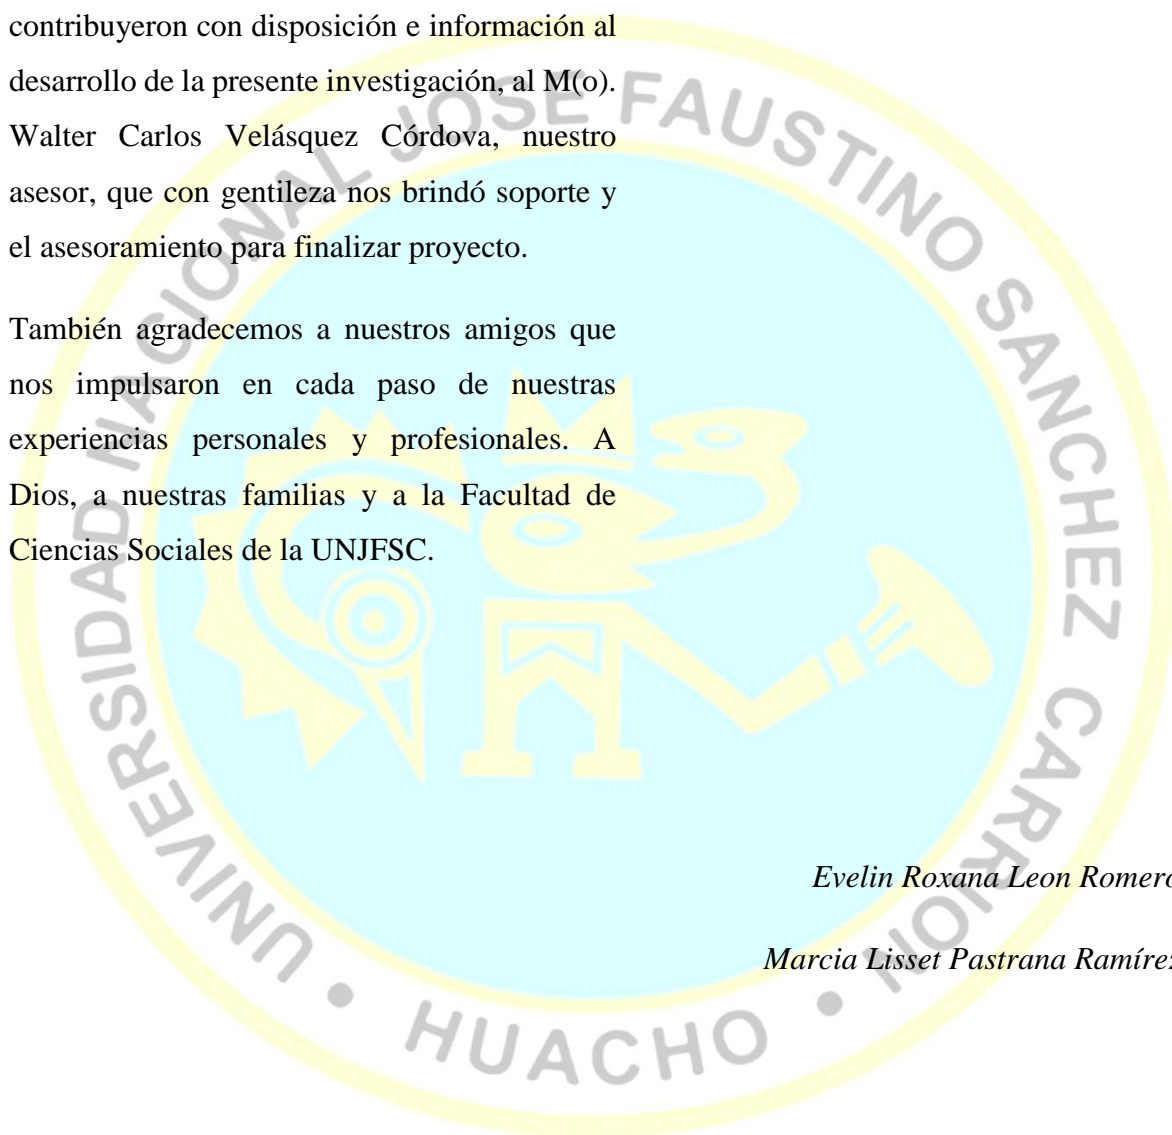 contribuyeron con disposición e información al
desarrollo de la presente investigación, al M(o).
Walter Carlos Velásquez Córdova, nuestro
asesor, que con gentileza nos brindó soporte y
el asesoramiento para finalizar proyecto.
También agradecemos a nuestros amigos que
nos impulsaron en cada paso de nuestras
experiencias personales y profesionales. A
Dios, a nuestras familias y a la Facultad de
Ciencias Sociales de la UNJFSC.
Evelin Roxana Leon Romero
Marcia Lisset Pastrana Ramírez
UNIVERSIDAD NACIONAL JOSE FAUSTINO SANCHEZ CARRION • HUACHO •